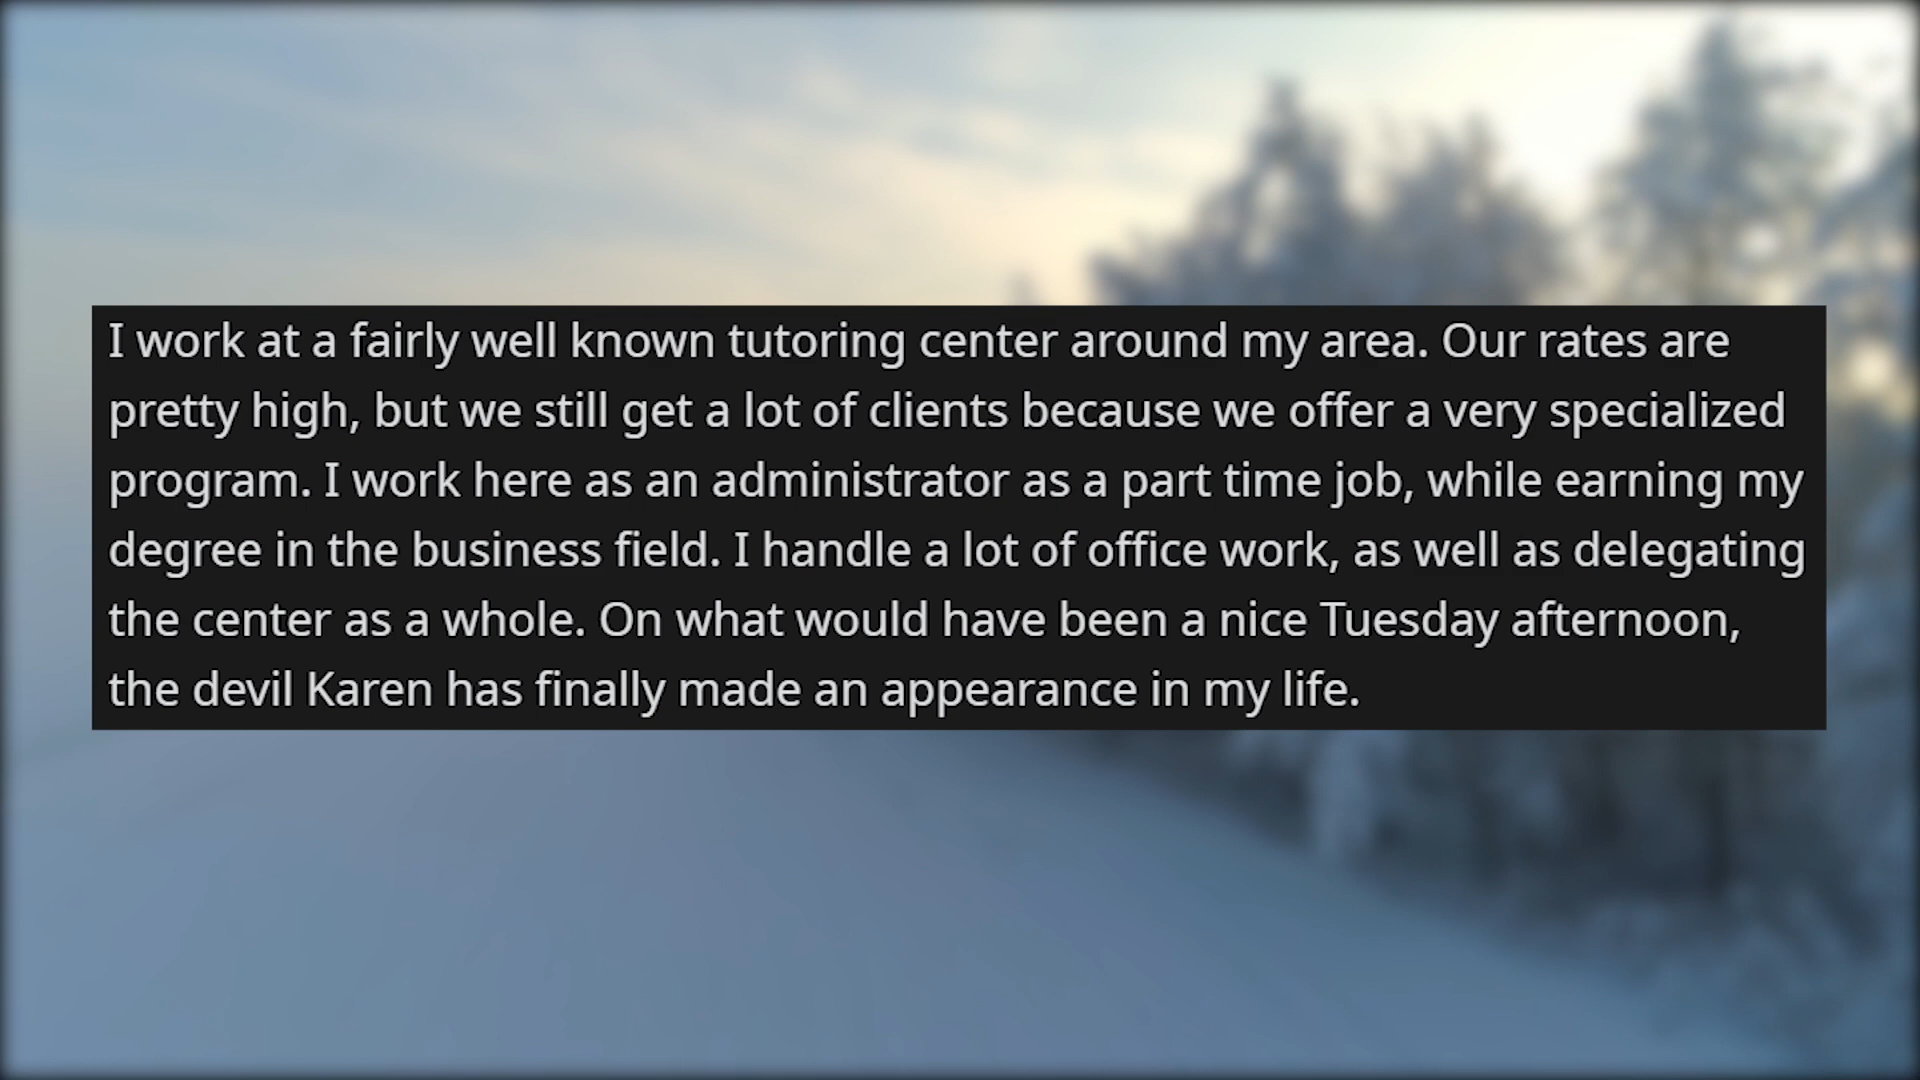 I work at a fairly well known tutoring center around my area. Our rates are
pretty high, but we still get a lot of clients because we offer a very specialized
program. I work here as an administrator as a part time job, while earning my
degree in the business field. I handle a lot of office work, as well as delegating
the center as a whole. On what would have been a nice Tuesday afternoon,
the devil Karen has finally made an appearance in my life.